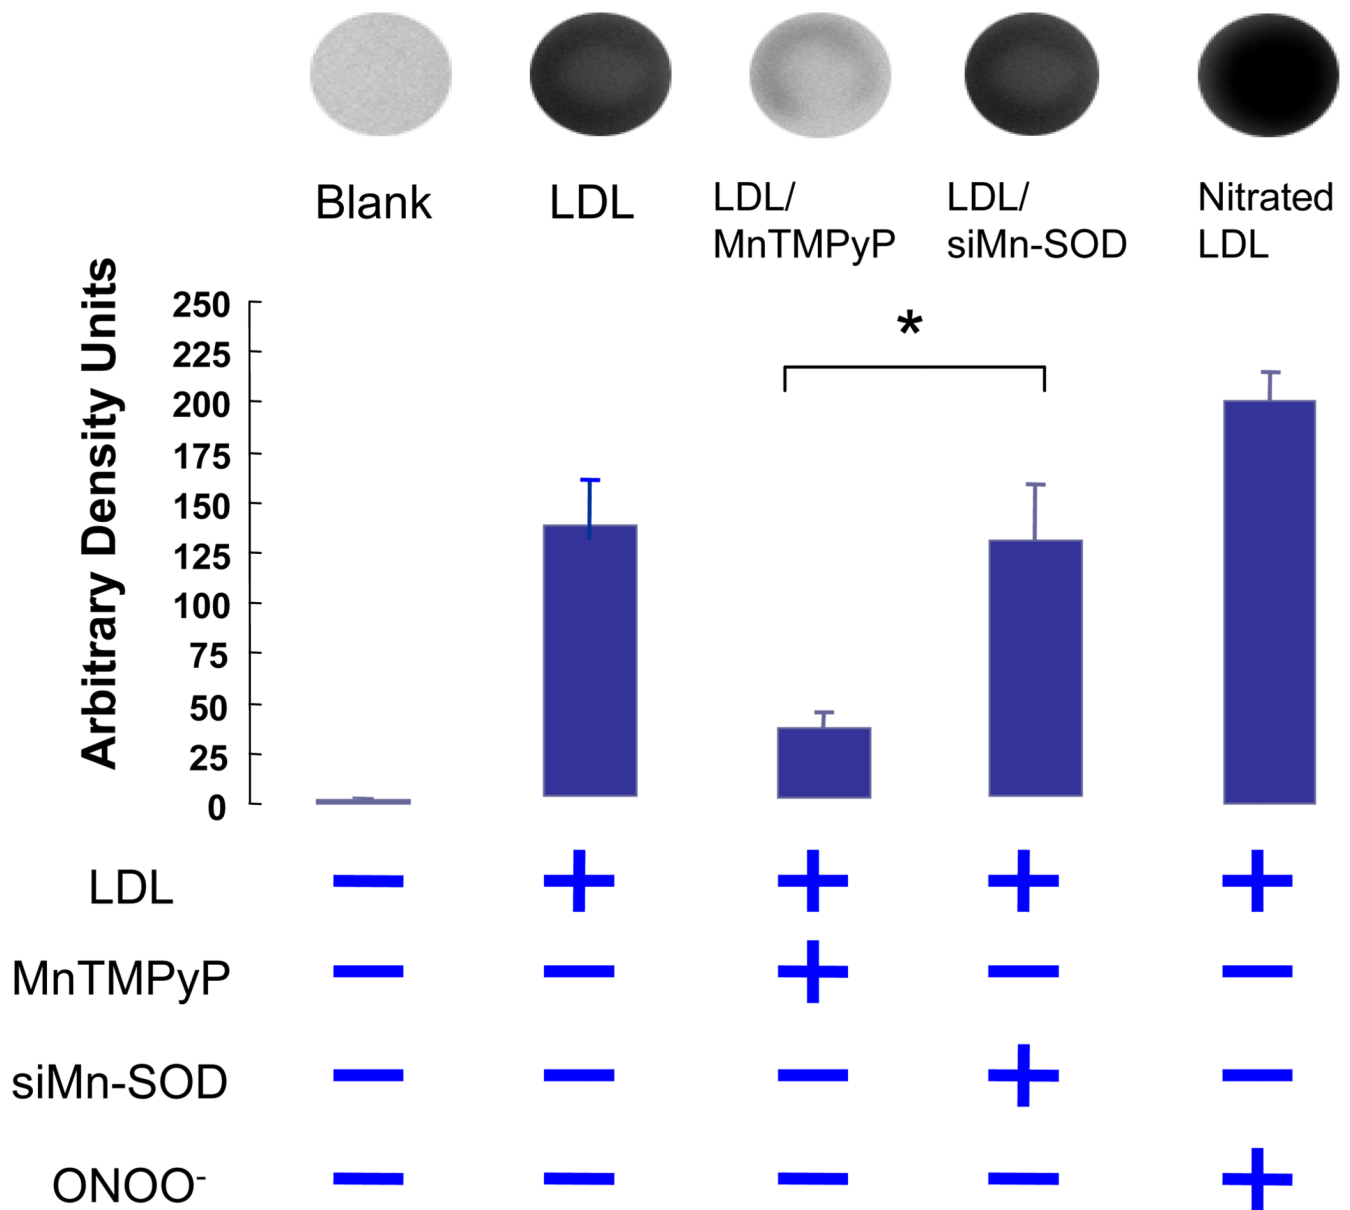 Blank
LDL
LDL/
MnTMPyP
LDL/
siMn-SOD
Nitrated
LDL
Arbitrary Density Units
250
225
200
175
150
125
100
75
50
25
0
*
LDL
+
+
+
+
MnTMPyP
+
siMn-SOD
+
ONOO⁻
+